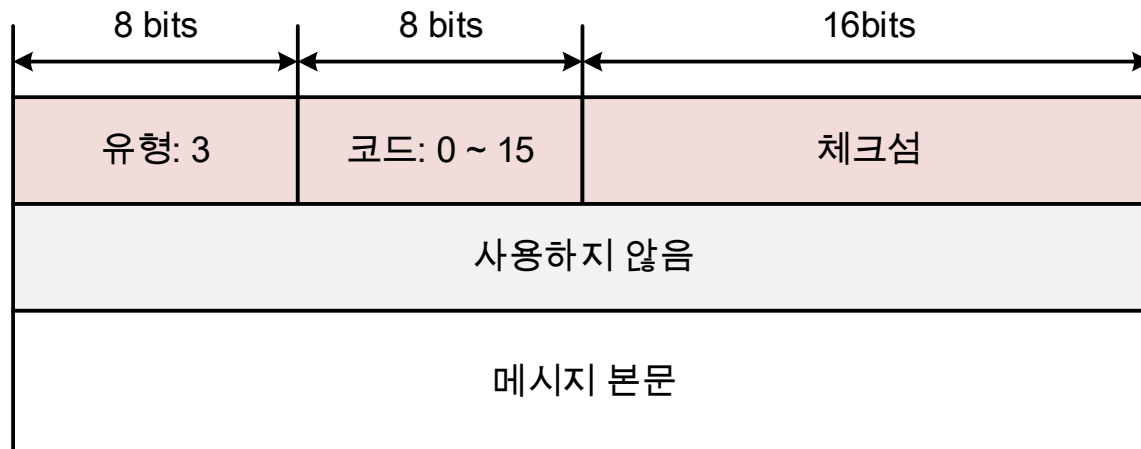 8 bits 8 bits 16bits
유형: 3 코드: 0 ~ 15 체크섬
사용하지 않음
메시지 본문